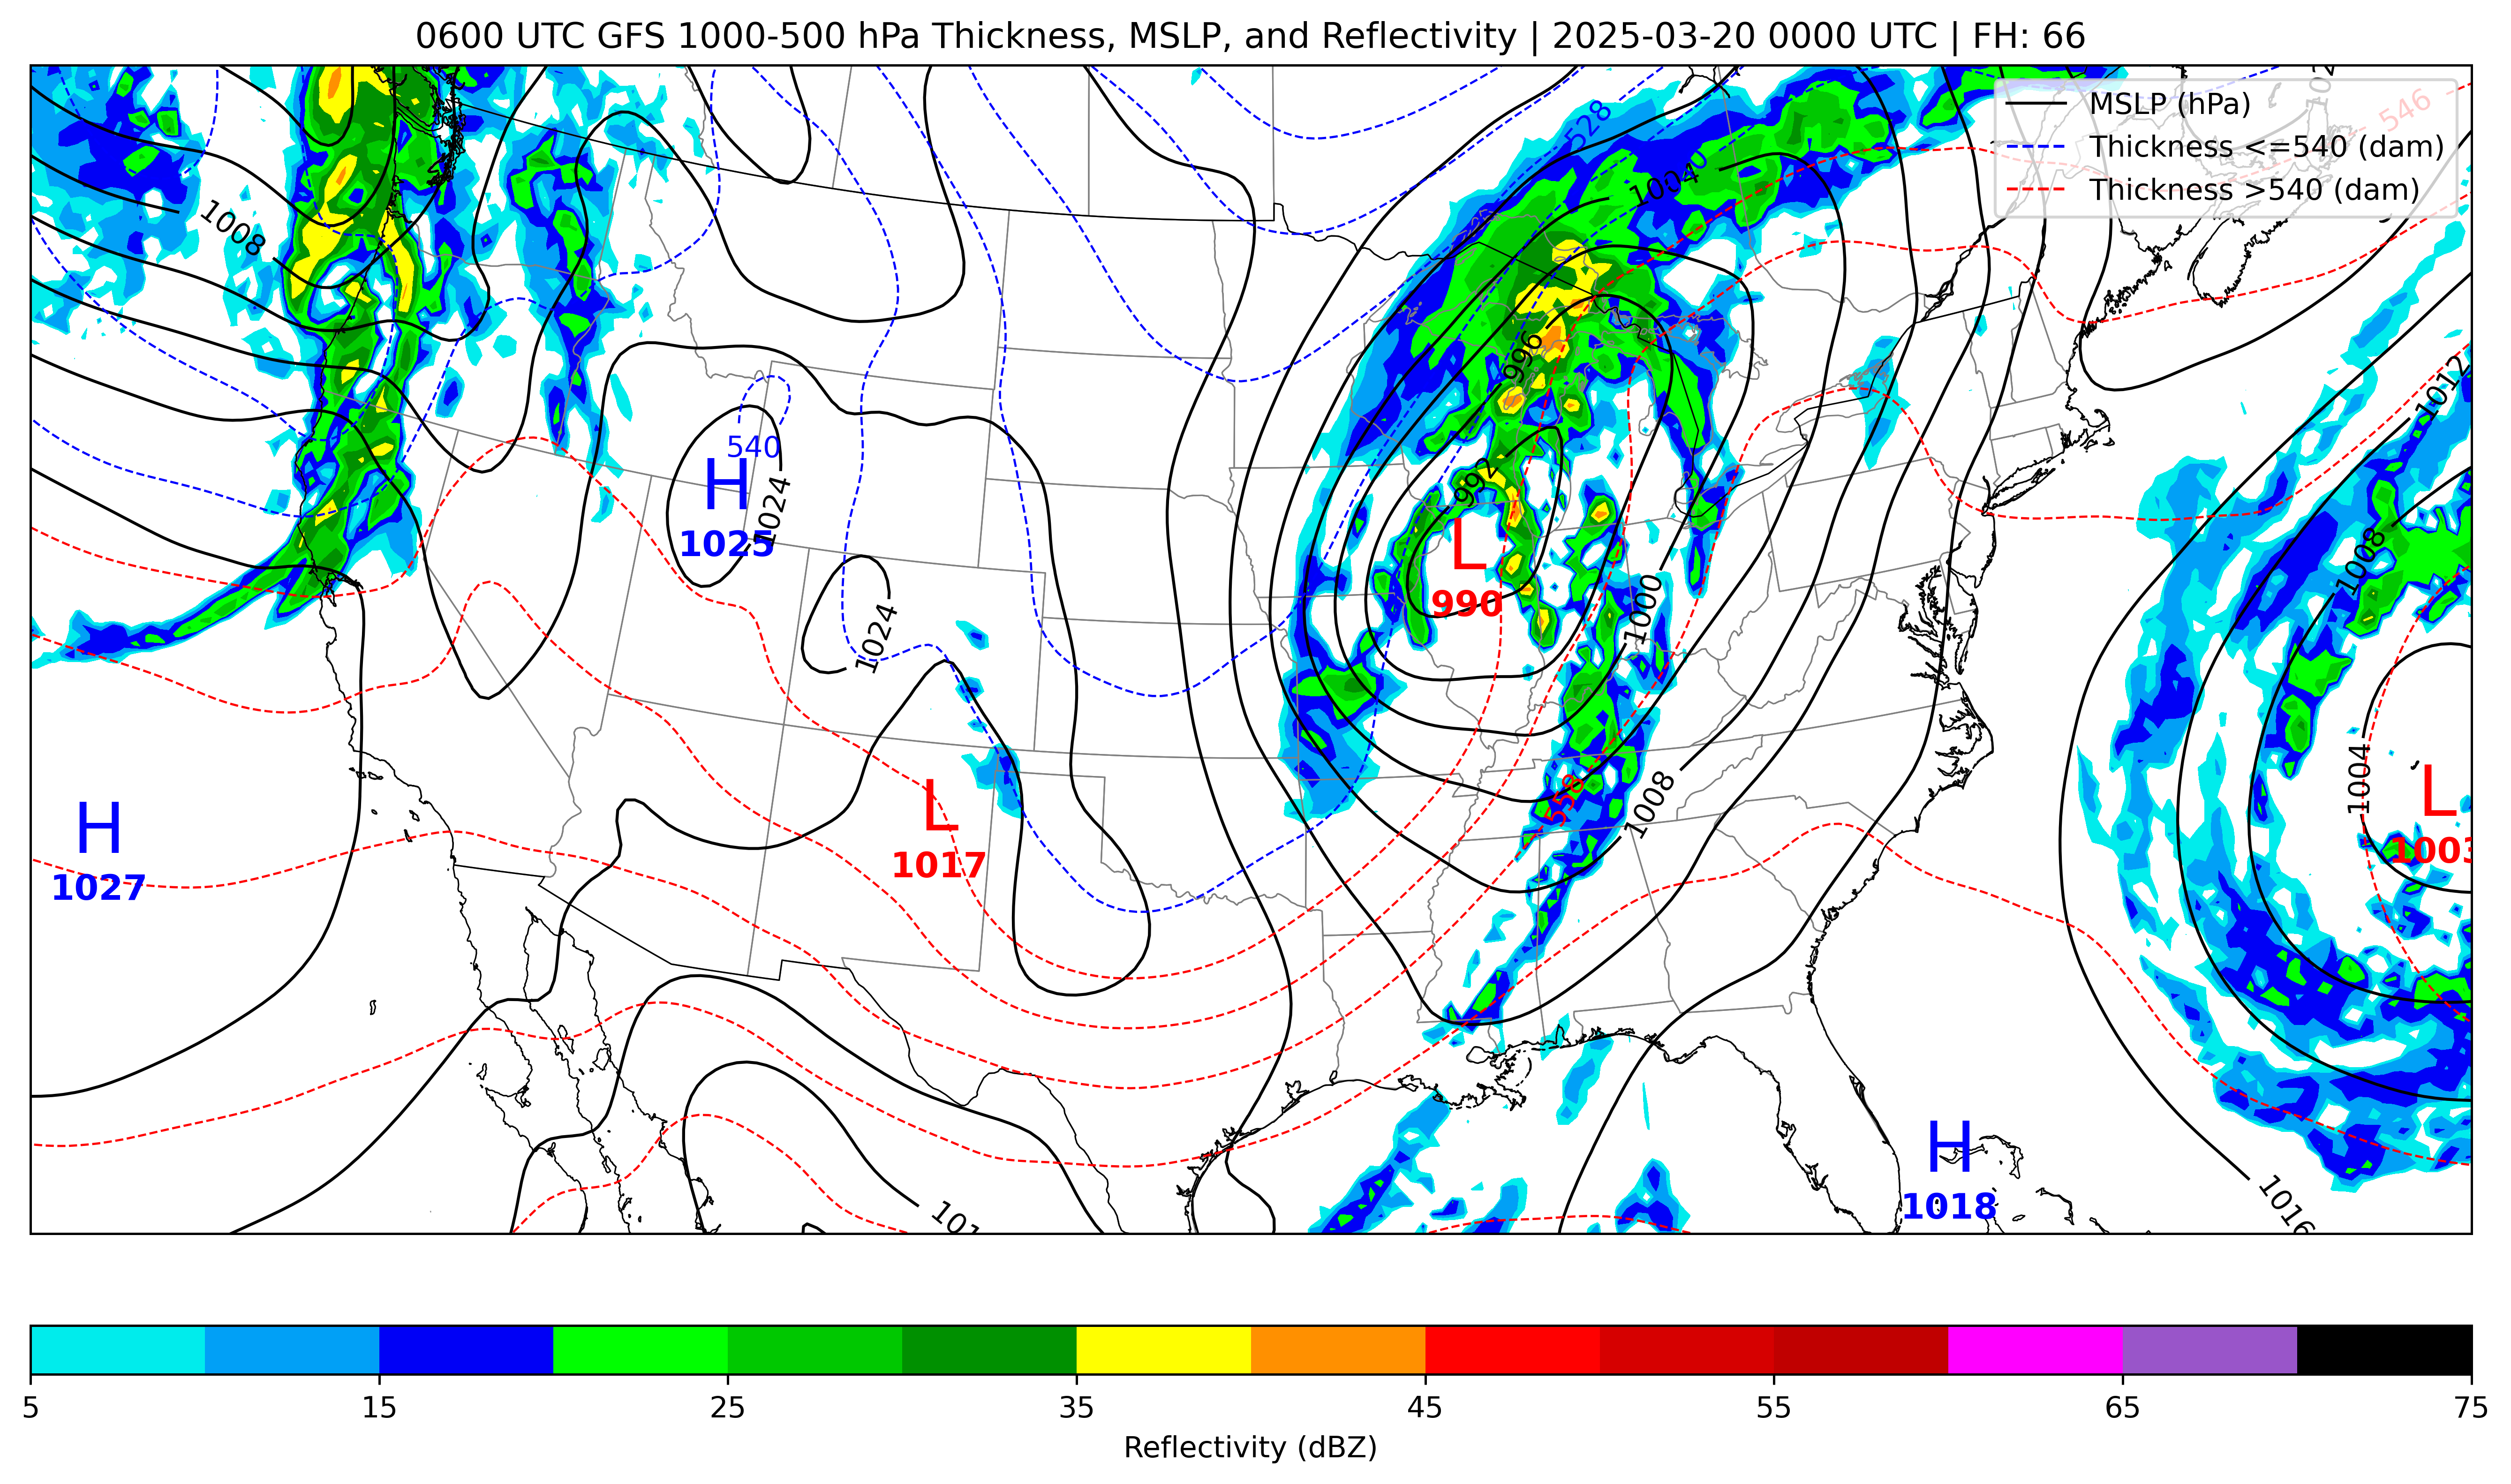 0600 UTC GFS 1000-500 hPa Thickness, MSLP, and Reflectivity | 2025-03-20 0000 UTC | FH: 66
MSLP (hPa)
Thickness <=540 (dam)
Thickness >540 (dam)
546
528
1004
1008
996
1012
540
H
1025
1024
992
L
990
1008
1000
1024
1004
558
1008
L
1017
H
1027
L
1003
H
1018
1016
5
15
25
35
45
55
65
75
Reflectivity (dBZ)